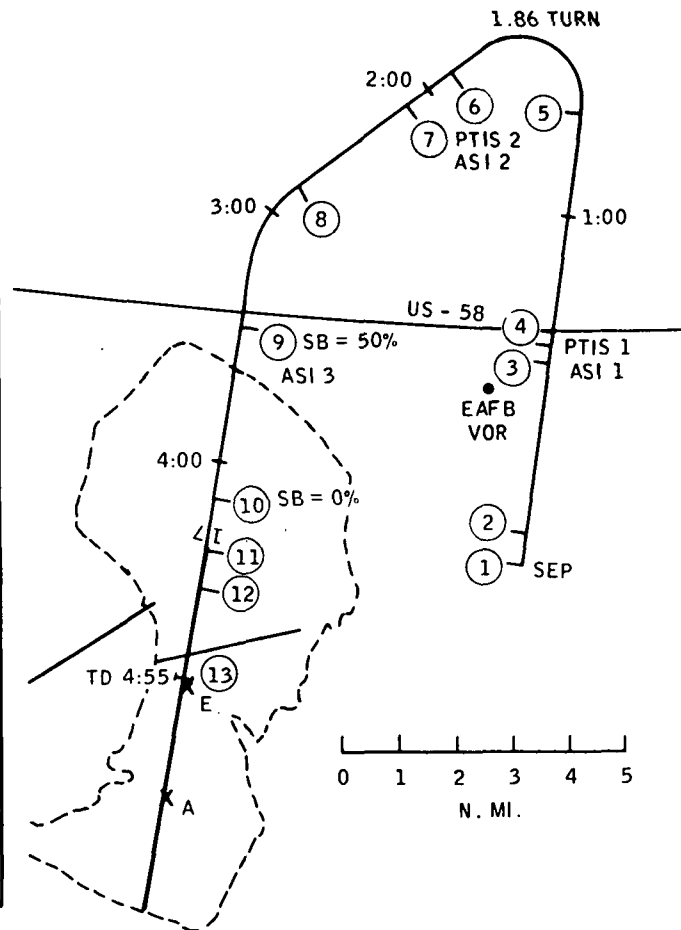 1.86 TURN
2:00
6
5
7
PTIS 2
ASI 2
3:00
8
1:00
US - 58
4
9
SB = 50%
PTIS 1
ASI 3
3
ASI 1
EAFB
VOR
4:00
10
SB = 0%
2
17
11
1
SEP
12
TD 4:55
13
E
A
0 1 2 3 4 5
N. MI.